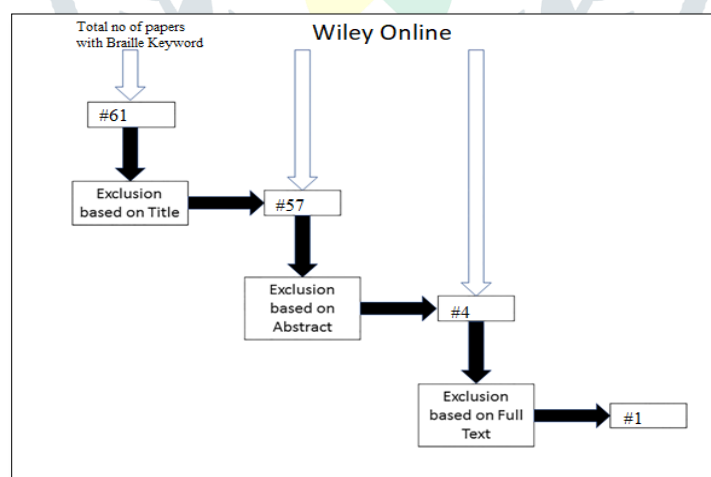 Total no of papers
with Braille Keyword
Wiley Online
#61
Exclusion
based on Title
#57
Exclusion
based on
Abstract
#4
Exclusion
based on Full
Text
#1